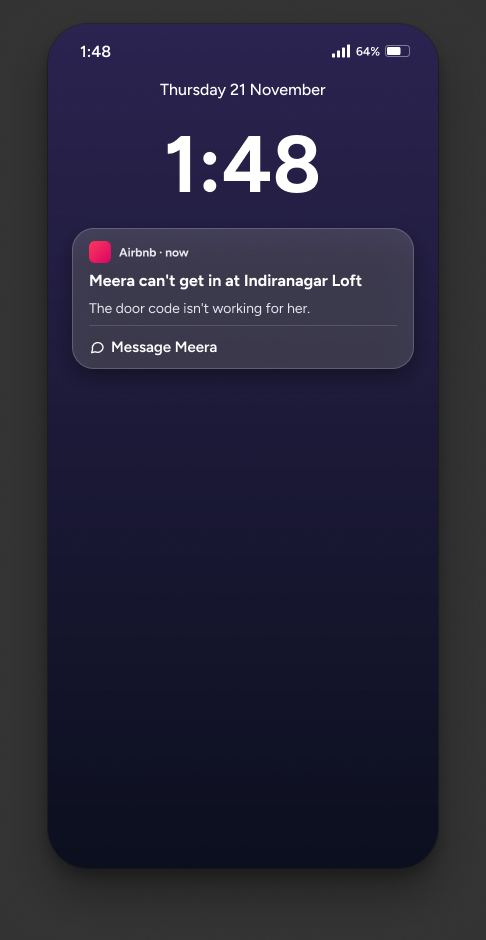 1:48
64%
Thursday 21 November
1:48
Airbnb · now
Meera can't get in at Indiranagar Loft
The door code isn't working for her.
Message Meera